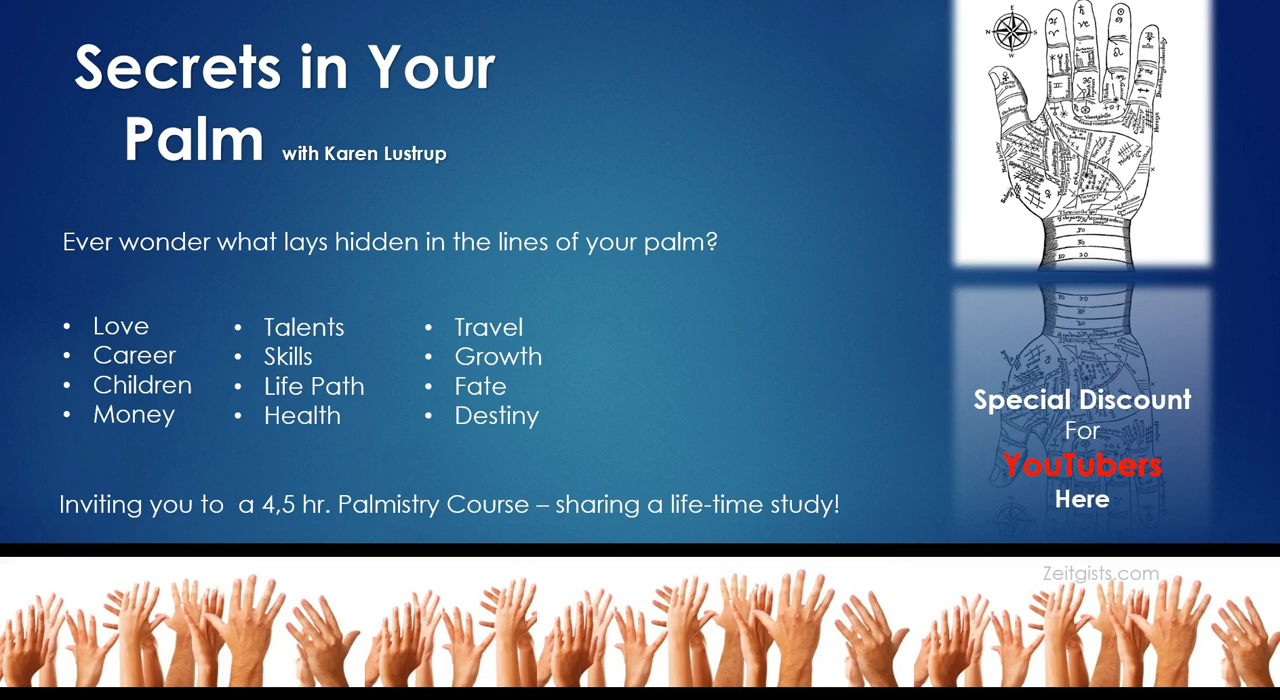 Secrets in Your
Palm with Karen Lustrup
Ever wonder what lays hidden in the lines of your palm?
• Love
• Career
• Children
• Money
• Talents
• Skills
• Life Path
• Health
• Travel
• Growth
• Fate
• Destiny
Inviting you to  a 4,5 hr. Palmistry Course – sharing a life-time study!
Special Discount
For
YouTubers
Here
Zeitgists.com